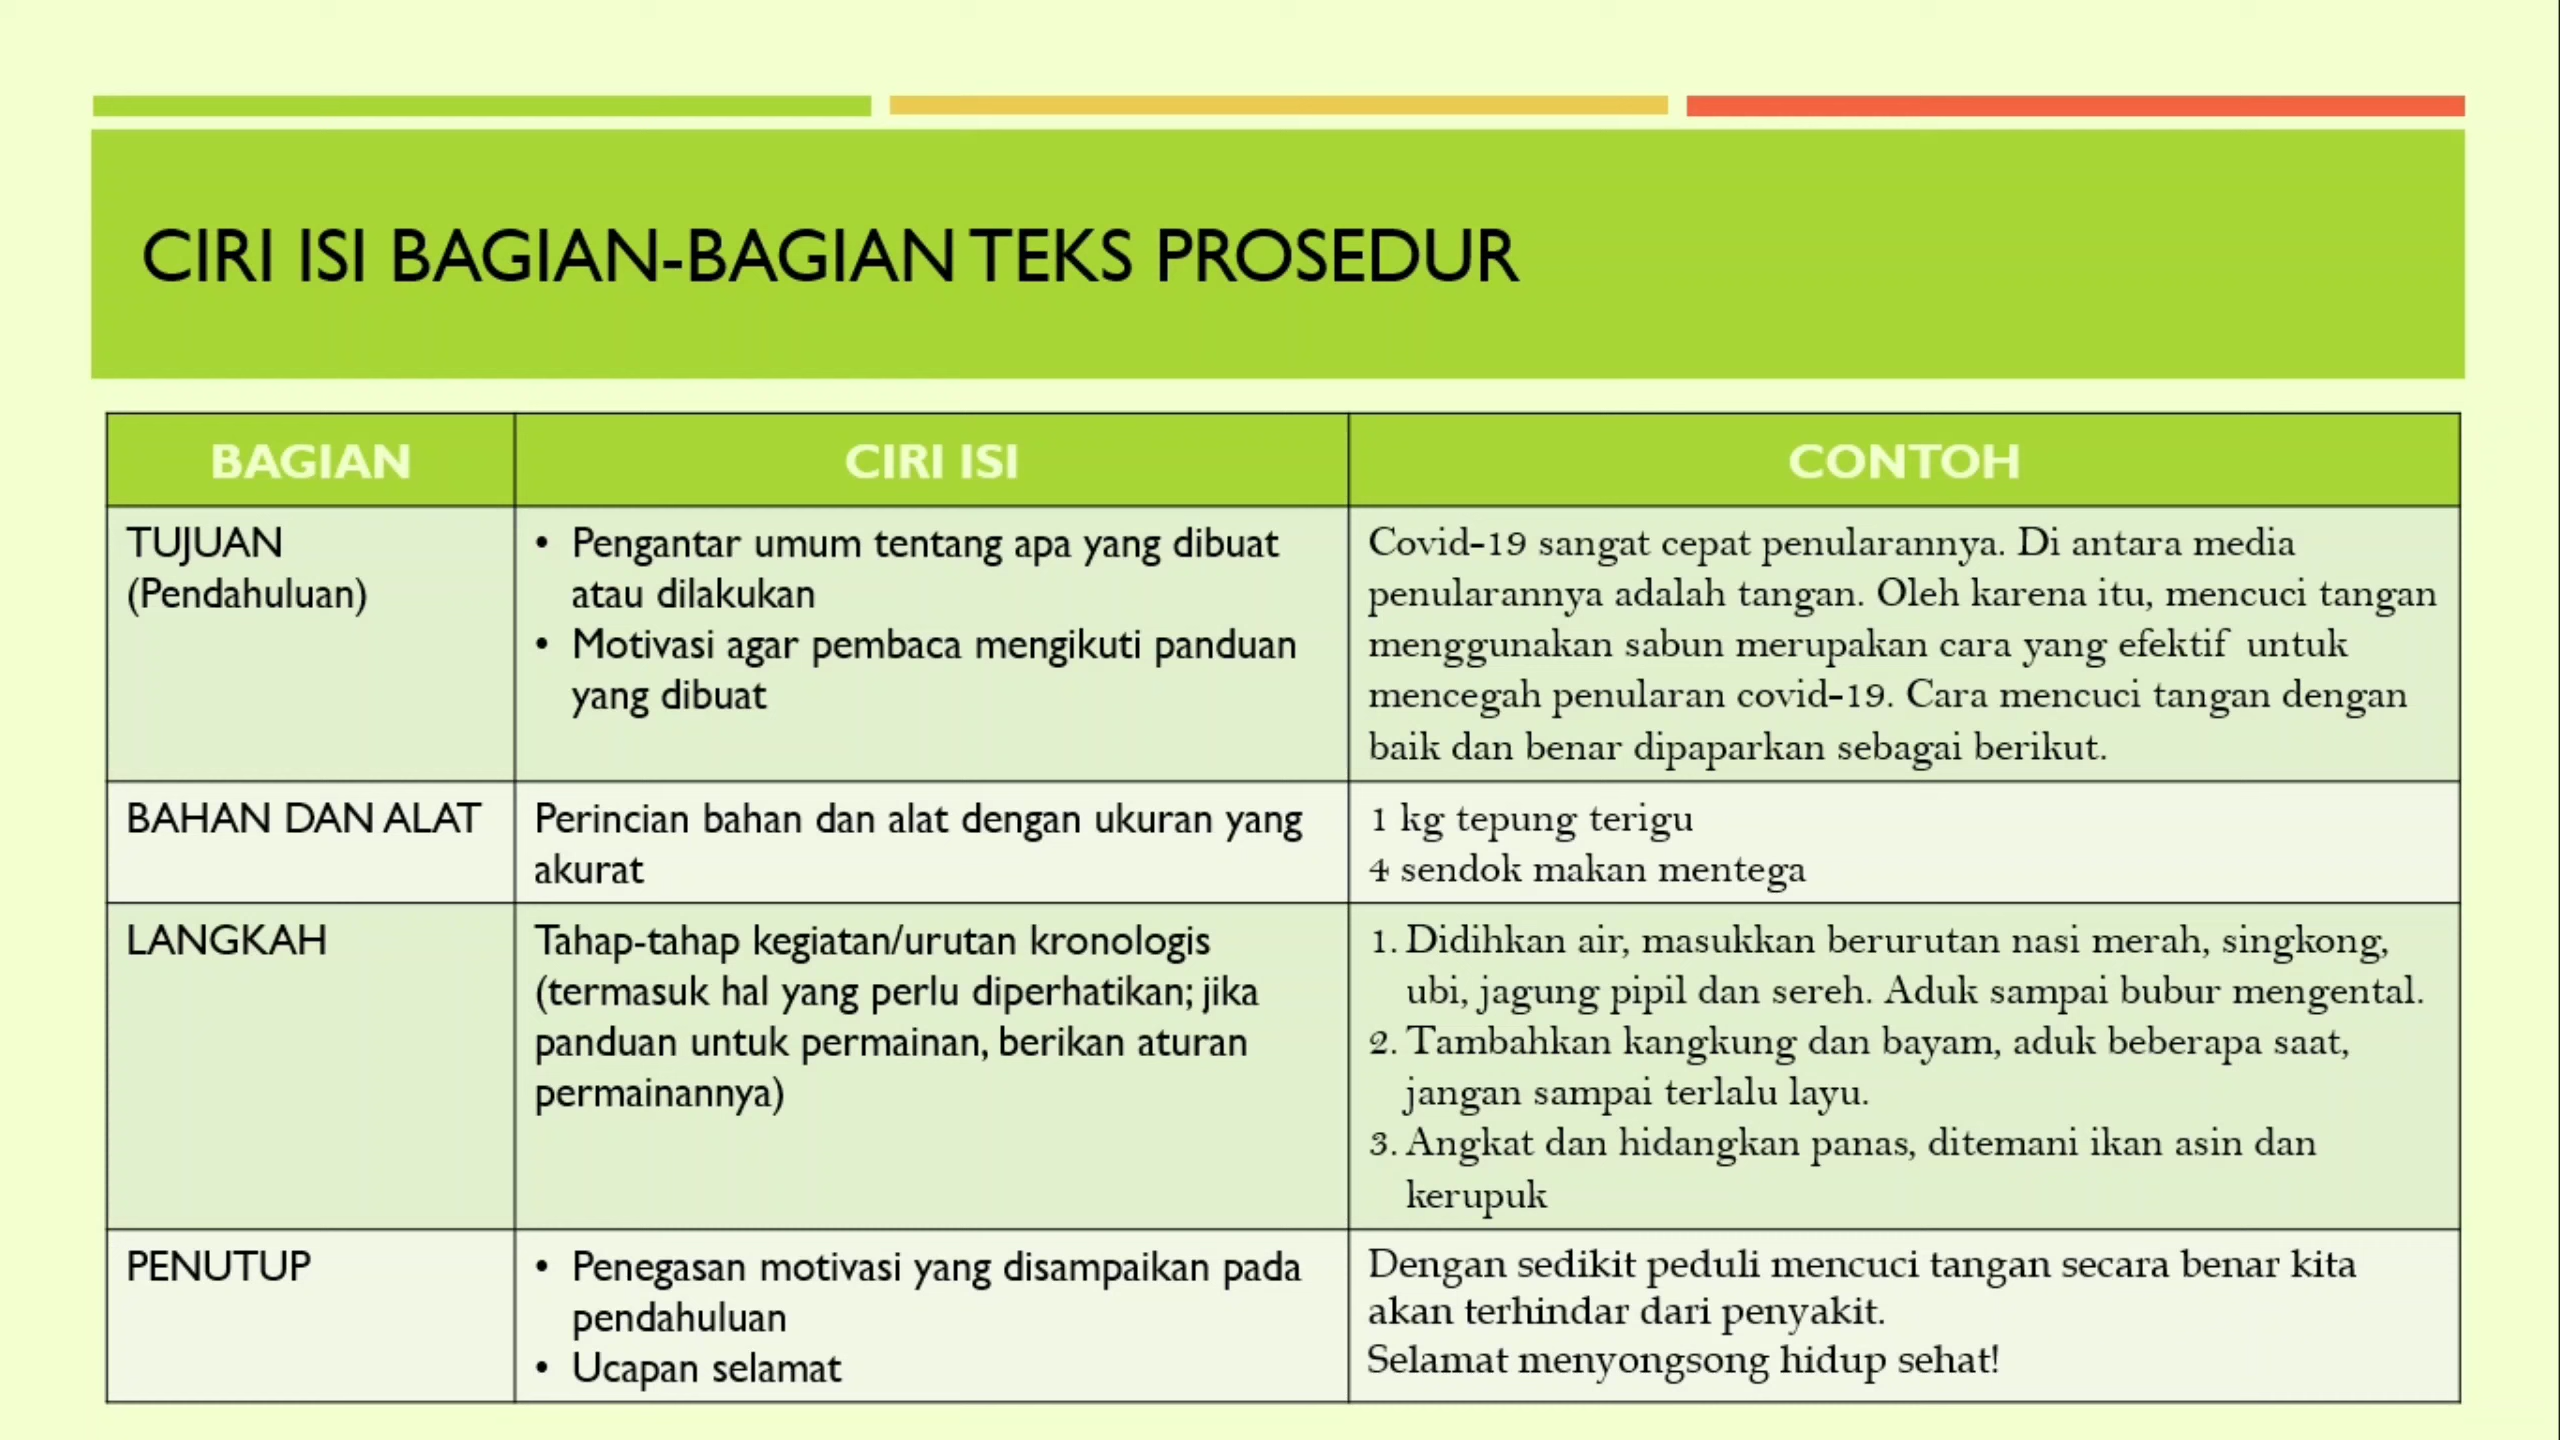 CIRI ISI BAGIAN-BAGIAN TEKS PROSEDUR
BAGIAN
CIRI ISI
CONTOH
TUJUAN
(Pendahuluan)
• Pengantar umum tentang apa yang dibuat
atau dilakukan
• Motivasi agar pembaca mengikuti panduan
yang dibuat
Covid-19 sangat cepat penularannya. Di antara media
penularannya adalah tangan. Oleh karena itu, mencuci tangan
menggunakan sabun merupakan cara yang efektif untuk
mencegah penularan covid-19. Cara mencuci tangan dengan
baik dan benar dipaparkan sebagai berikut.
BAHAN DAN ALAT
Perincian bahan dan alat dengan ukuran yang
akurat
1 kg tepung terigu
4 sendok makan mentega
LANGKAH
Tahap-tahap kegiatan/urutan kronologis
(termasuk hal yang perlu diperhatikan; jika
panduan untuk permainan, berikan aturan
permainannya)
1. Didihkan air, masukkan berurutan nasi merah, singkong,
ubi, jagung pipil dan sereh. Aduk sampai bubur mengental.
2. Tambahkan kangkung dan bayam, aduk beberapa saat,
jangan sampai terlalu layu.
3. Angkat dan hidangkan panas, ditemani ikan asin dan
kerupuk
PENUTUP
• Penegasan motivasi yang disampaikan pada
pendahuluan
• Ucapan selamat
Dengan sedikit peduli mencuci tangan secara benar kita
akan terhindar dari penyakit.
Selamat menyongsong hidup sehat!